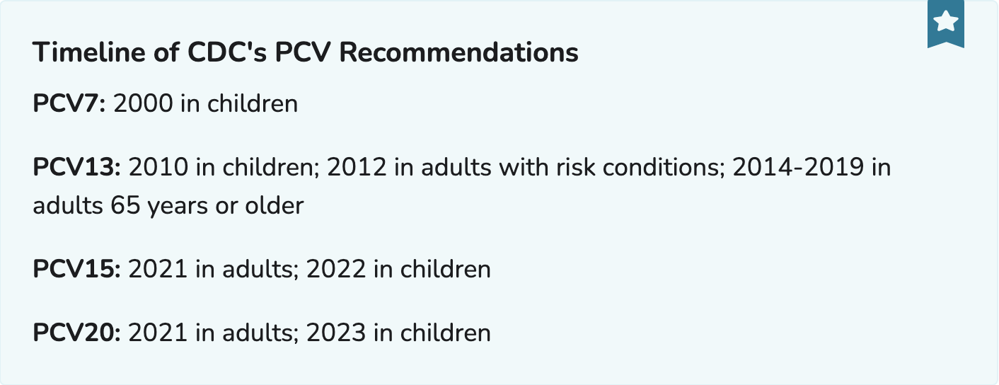 Timeline of CDC's PCV Recommendations
PCV7: 2000 in children
PCV13: 2010 in children; 2012 in adults with risk conditions; 2014-2019 in
adults 65 years or older
PCV15: 2021 in adults; 2022 in children
PCV20: 2021 in adults; 2023 in children